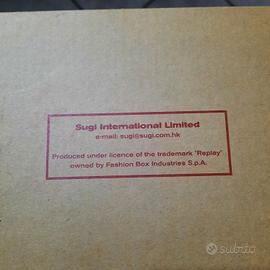 Sugi International Limited
e-mail: sugi@sugi.com.hk
Produced under licence of the trademark "Replay"
owned by Fashion Box Industries S.p.A.
subito